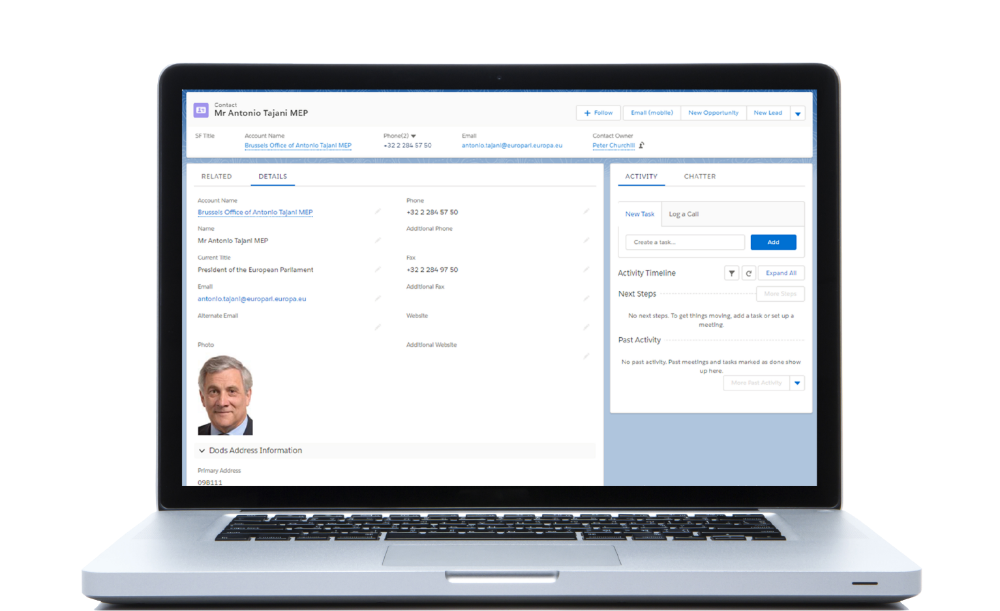 Contact
Mr Antonio Tajani MEP
+ Follow
Email (mobile)
New Opportunity
New Lead
SF Title
Account Name
Phone(2)
Email
Contact Owner
Brussels Office of Antonio Tajani MEP
+32 2 284 57 50
antonio.tajani@europarl.europa.eu
Peter Churchill
RELATED
DETAILS
Account Name
Phone
Brussels Office of Antonio Tajani MEP
+32 2 284 57 50
Name
Additional Phone
Mr Antonio Tajani MEP
Current Title
Fax
President of the European Parliament
+32 2 284 97 50
Email
Additional Fax
antonio.tajani@europarl.europa.eu
Alternate Email
Website
Photo
Additional Website
Dods Address Information
Primary Address
09B111
ACTIVITY
CHATTER
New Task
Log a Call
Create a task...
Add
Activity Timeline
Expand All
Next Steps
More Steps
No next steps. To get things moving, add a task or set up a
meeting.
Past Activity
No past activity. Past meetings and tasks marked as done show
up here.
More Past Activity